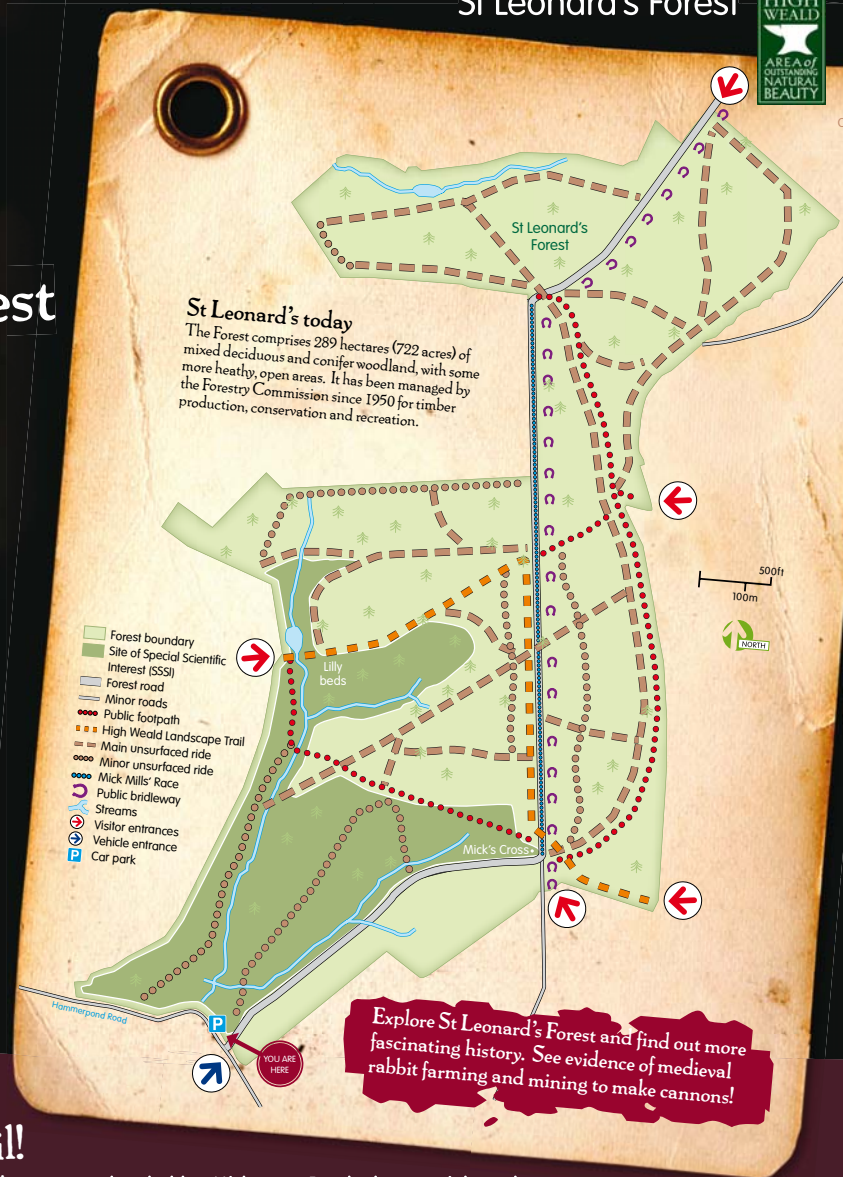 St Leonard's Forest
HIGH
WEALD
AREA of
OUTSTANDING
NATURAL
BEAUTY
est
St Leonard's
Forest
St Leonard's today
The Forest comprises 289 hectares (722 acres) of
mixed deciduous and conifer woodland, with some
more heathy, open areas. It has been managed by
the Forestry Commission since 1950 for timber
production, conservation and recreation.
500ft
100m
NORTH
Forest boundary
Site of Special Scientific
Interest (SSSI)
Forest road
Minor roads
Public footpath
High Weald Landscape Trail
Main unsurfaced ride
Minor unsurfaced ride
Mick Mills' Race
Public bridleway
Streams
Visitor entrances
Vehicle entrance
P Car park
Lilly
beds
Mick's Cross
Hammerpond Road
P
YOU ARE
HERE
Explore St Leonard's Forest and find out more
fascinating history. See evidence of medieval
rabbit farming and mining to make cannons!
il!